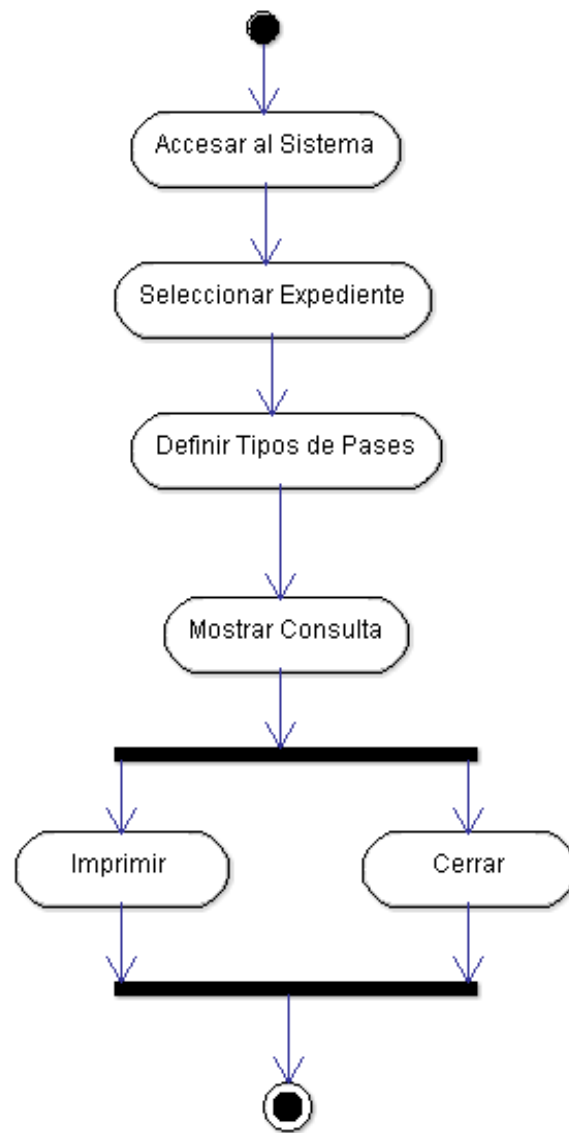 Accesar al Sistema
Seleccionar Expediente
Definir Tipos de Pases
Mostrar Consulta
Imprimir
Cerrar